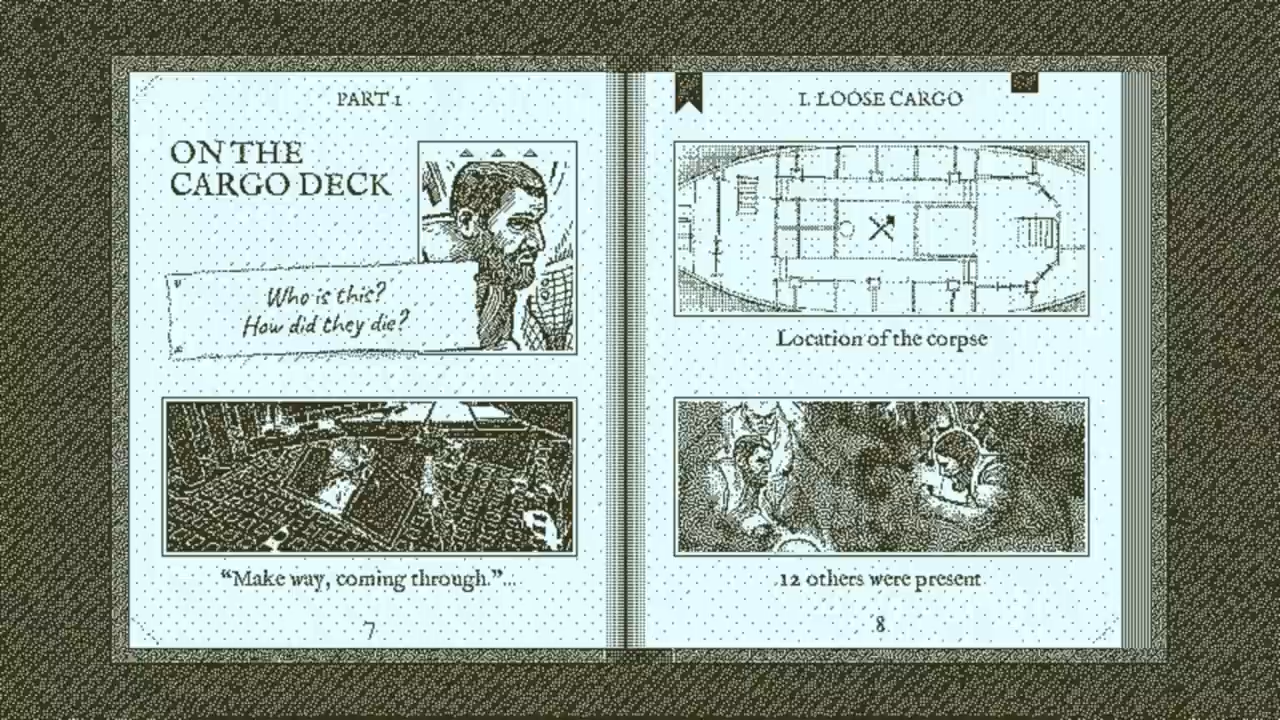 PART 1
ON THE
CARGO DECK
Who is this?
How did they die?
"Make way, coming through."...
7
I. LOOSE CARGO
Location of the corpse
12 others were present
8